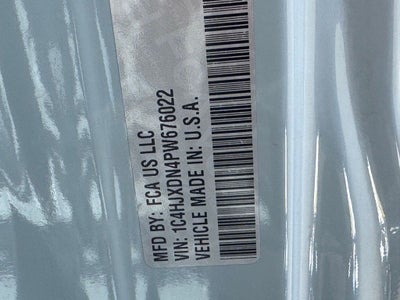 MFD BY: FCA US LLC
VIN: 1C4HJXDN4PW676022
VEHICLE MADE IN: U.S.A.